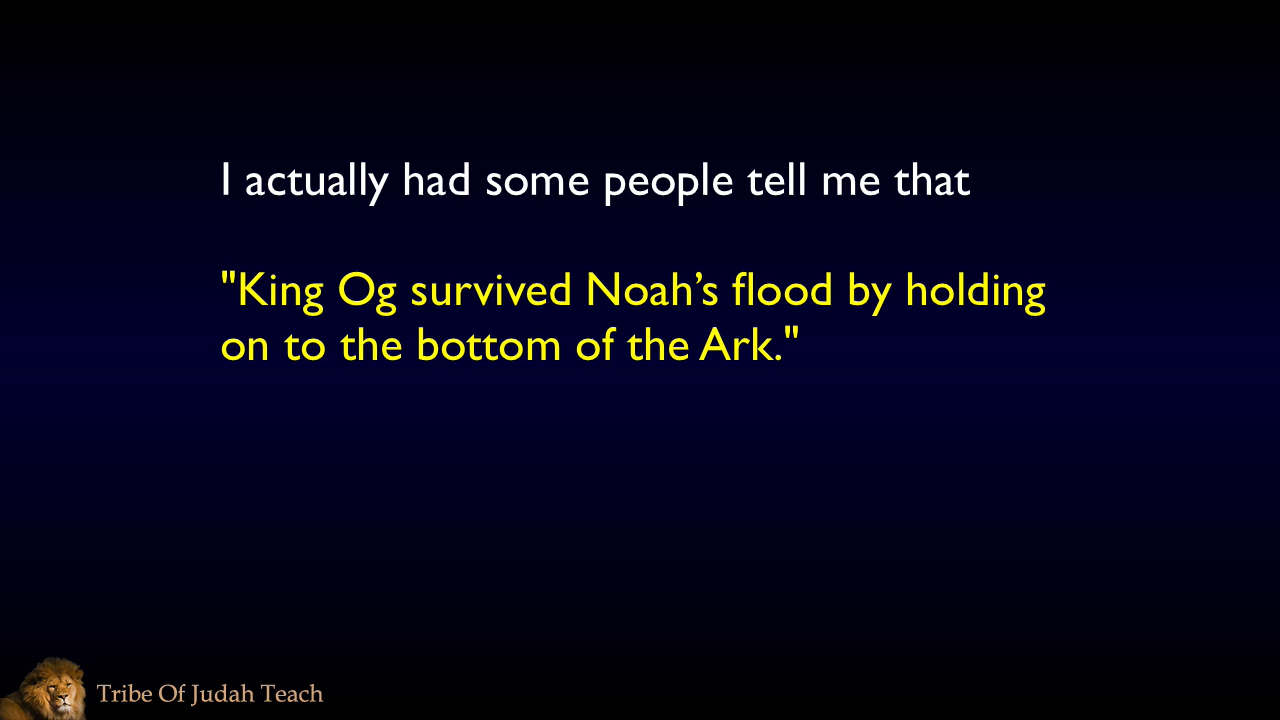 I actually had some people tell me that
"King Og survived Noah’s flood by holding
on to the bottom of the Ark."
Tribe Of Judah Teach